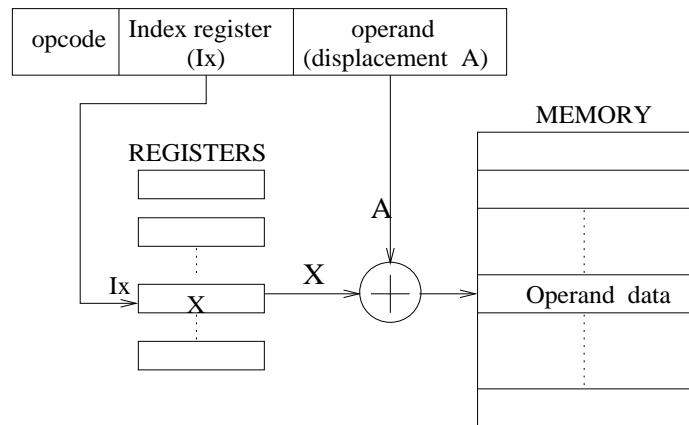 opcode
Index register
(Ix)
operand
(displacement A)
MEMORY
REGISTERS
A
Ix
X
X
Operand data